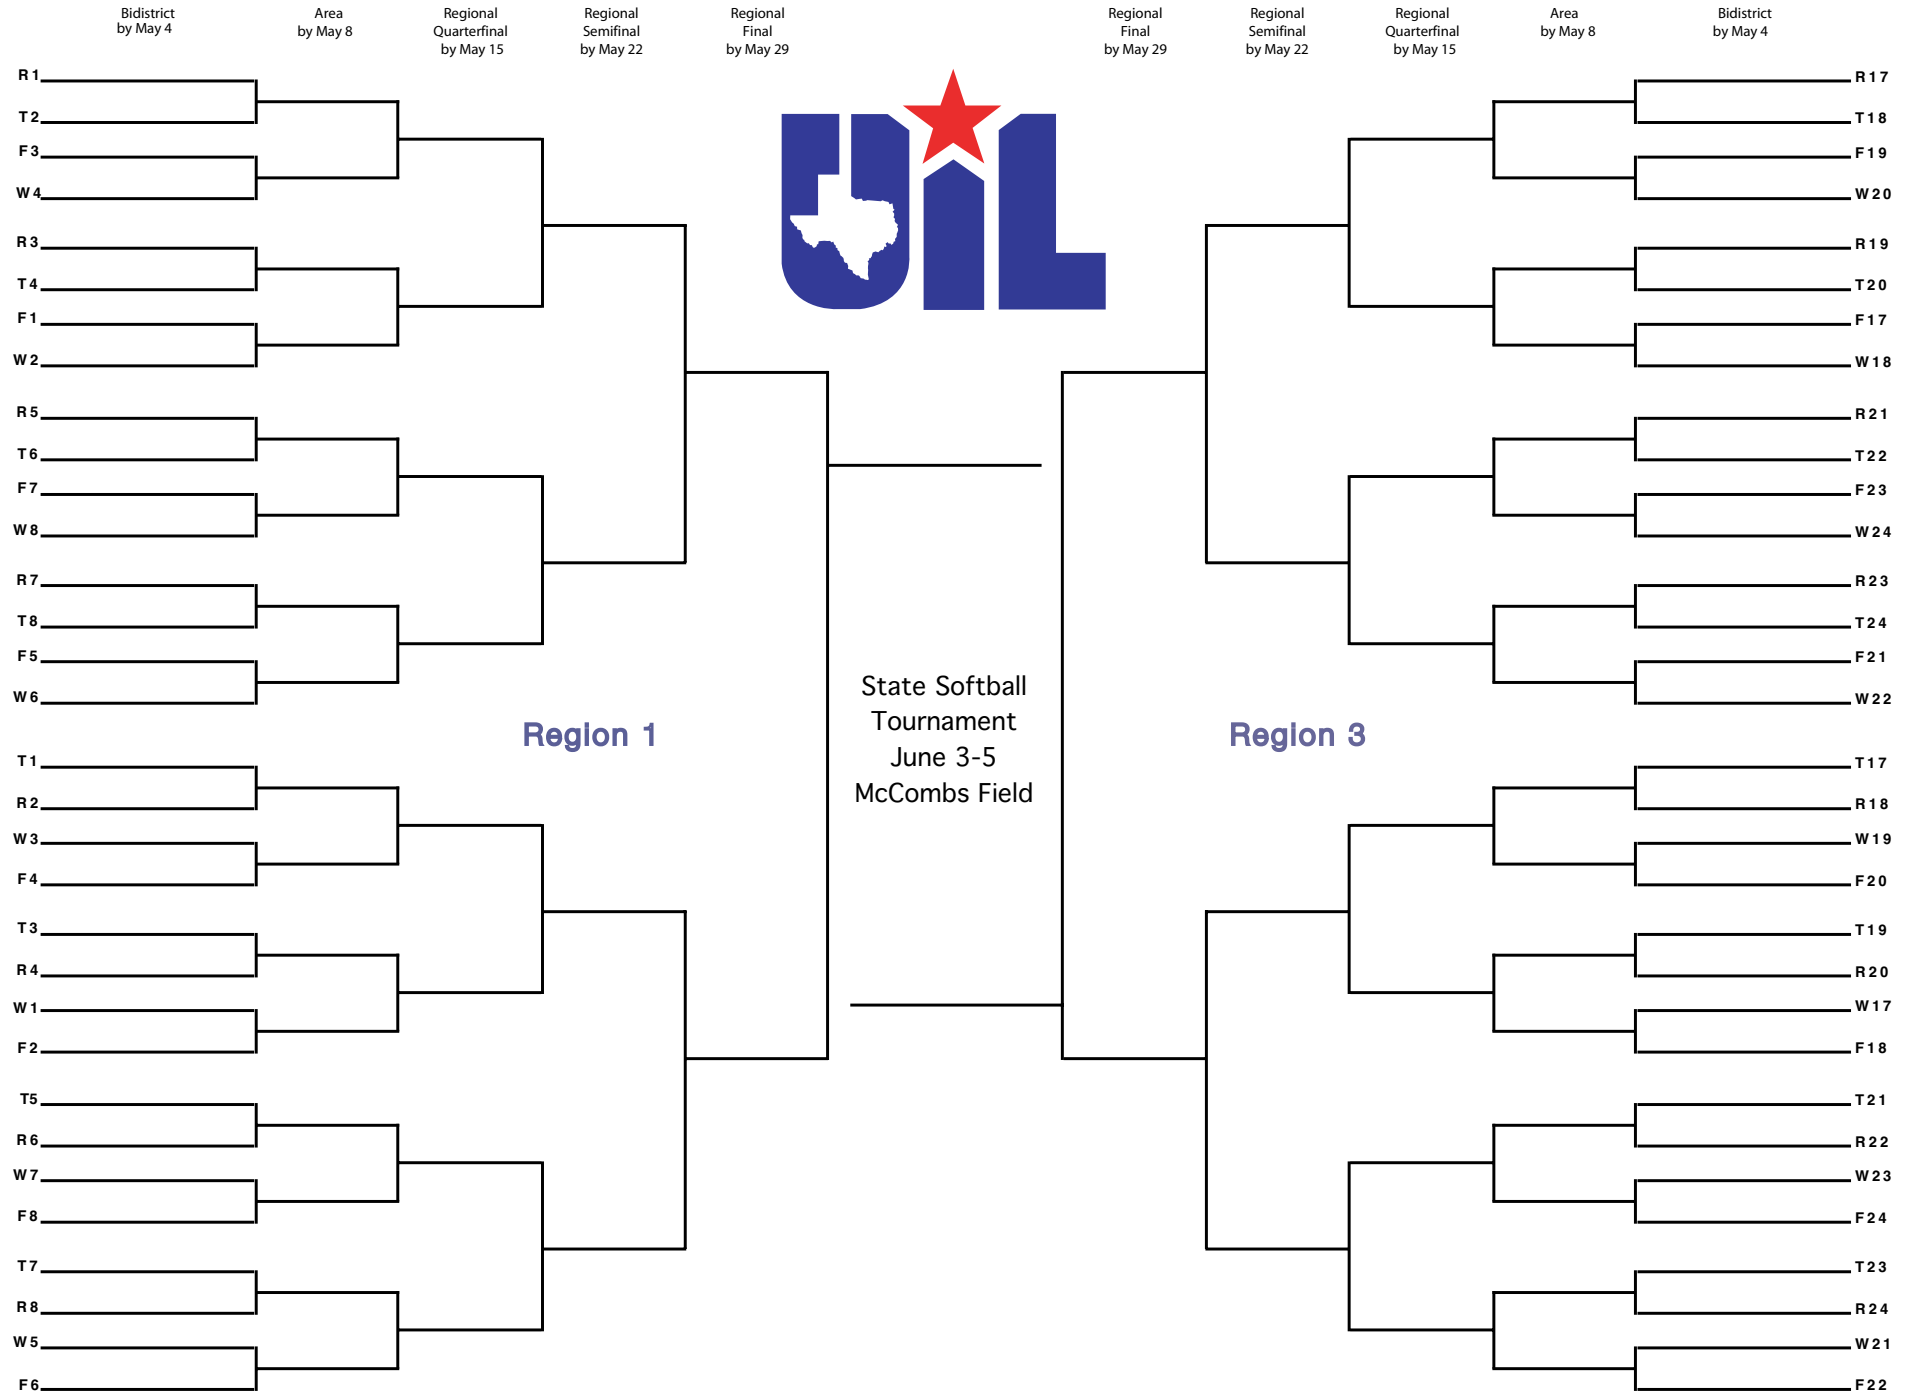 Bidistrict
by May 4
Area
by May 8
Regional
Quarterfinal
by May 15
Regional
Semifinal
by May 22
Regional
Final
by May 29
Regional
Final
by May 29
Regional
Semifinal
by May 22
Regional
Quarterfinal
by May 15
Area
by May 8
Bidistrict
by May 4
UIL
R1
T2
F3
W4
R3
T4
F1
W2
R5
T6
F7
W8
R7
T8
F5
W6
Region 1
T1
R2
W3
F4
T3
R4
W1
F2
T5
R6
W7
F8
T7
R8
W5
F6
State Softball
Tournament
June 3-5
McCombs Field
R17
T18
F19
W20
R19
T20
F17
W18
R21
T22
F23
W24
R23
T24
F21
W22
Region 3
T17
R18
W19
F20
T19
R20
W17
F18
T21
R22
W23
F24
T23
R24
W21
F22